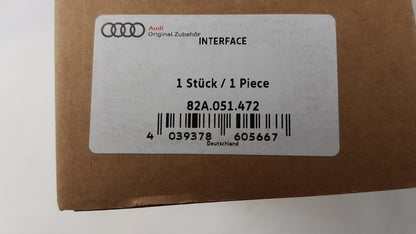 Audi
Original Zubehör
INTERFACE
1 Stück / 1 Piece
82A.051.472
4 039378 605667
Deutschland